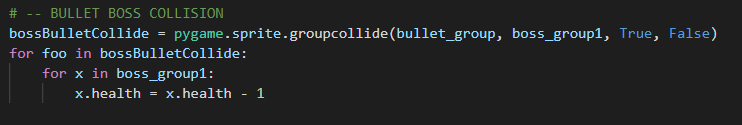 # -- BULLET BOSS COLLISION
bossBulletCollide = pygame.sprite.groupcollide(bullet_group, boss_group1, True, False)
for foo in bossBulletCollide:
    for x in boss_group1:
        x.health = x.health - 1